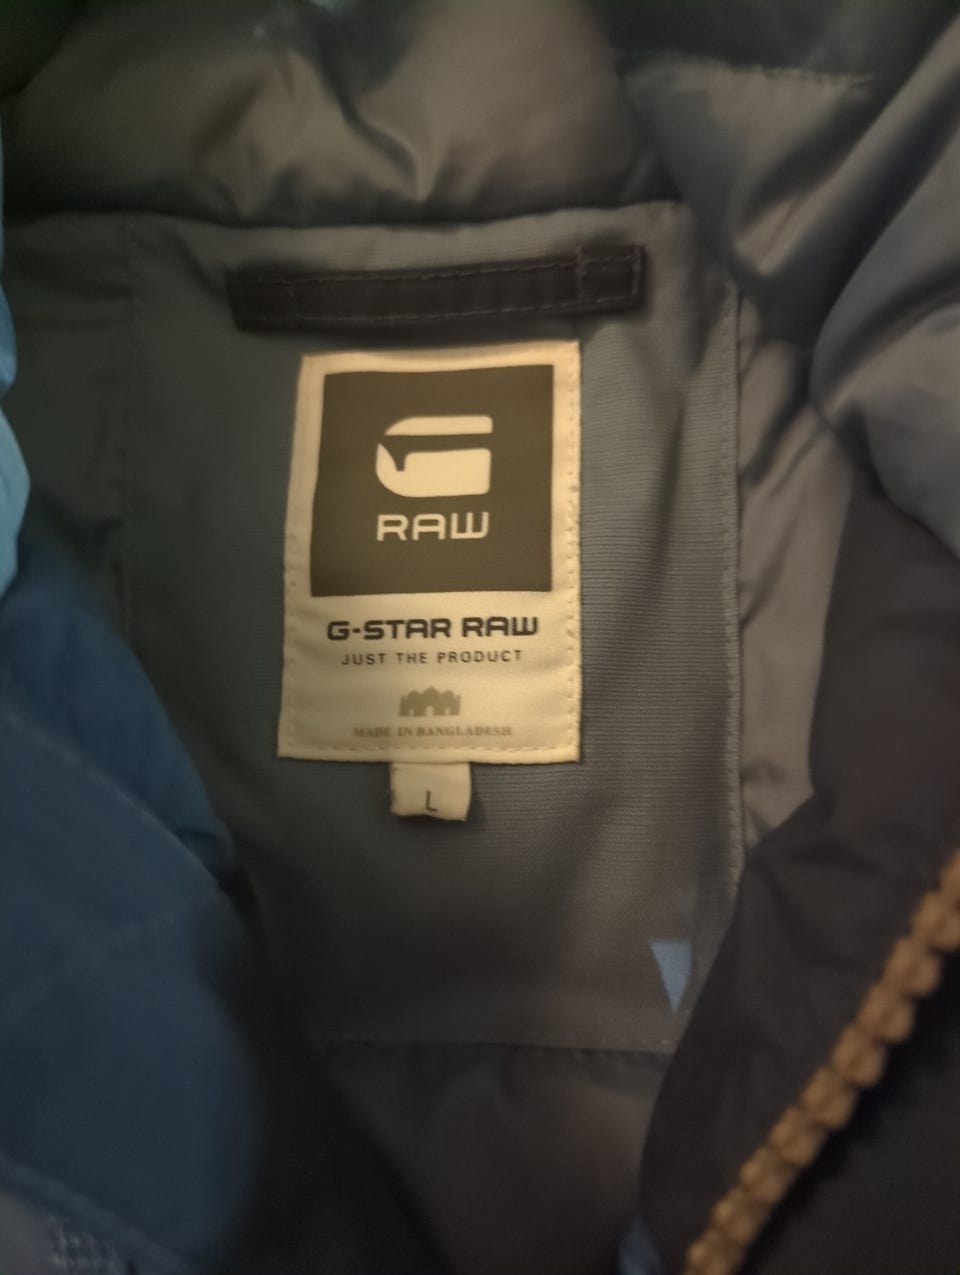 RAW
G-STAR RAW
JUST THE PRODUCT
MADE IN BANGLADESH
L